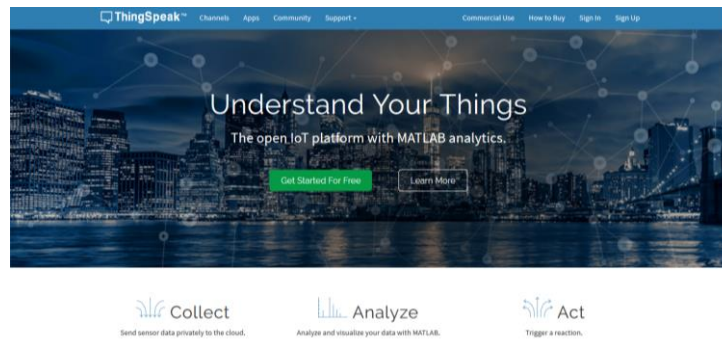 ThingSpeak™ Channels Apps Community Support Commercial Use How to Buy Sign In Sign Up
Understand Your Things
The open IoT platform with MATLAB analytics.
Get Started For Free Learn More
Collect Analyze Act
Send sensor data privately to the cloud. Analyze and visualize your data with MATLAB. Trigger a reaction.